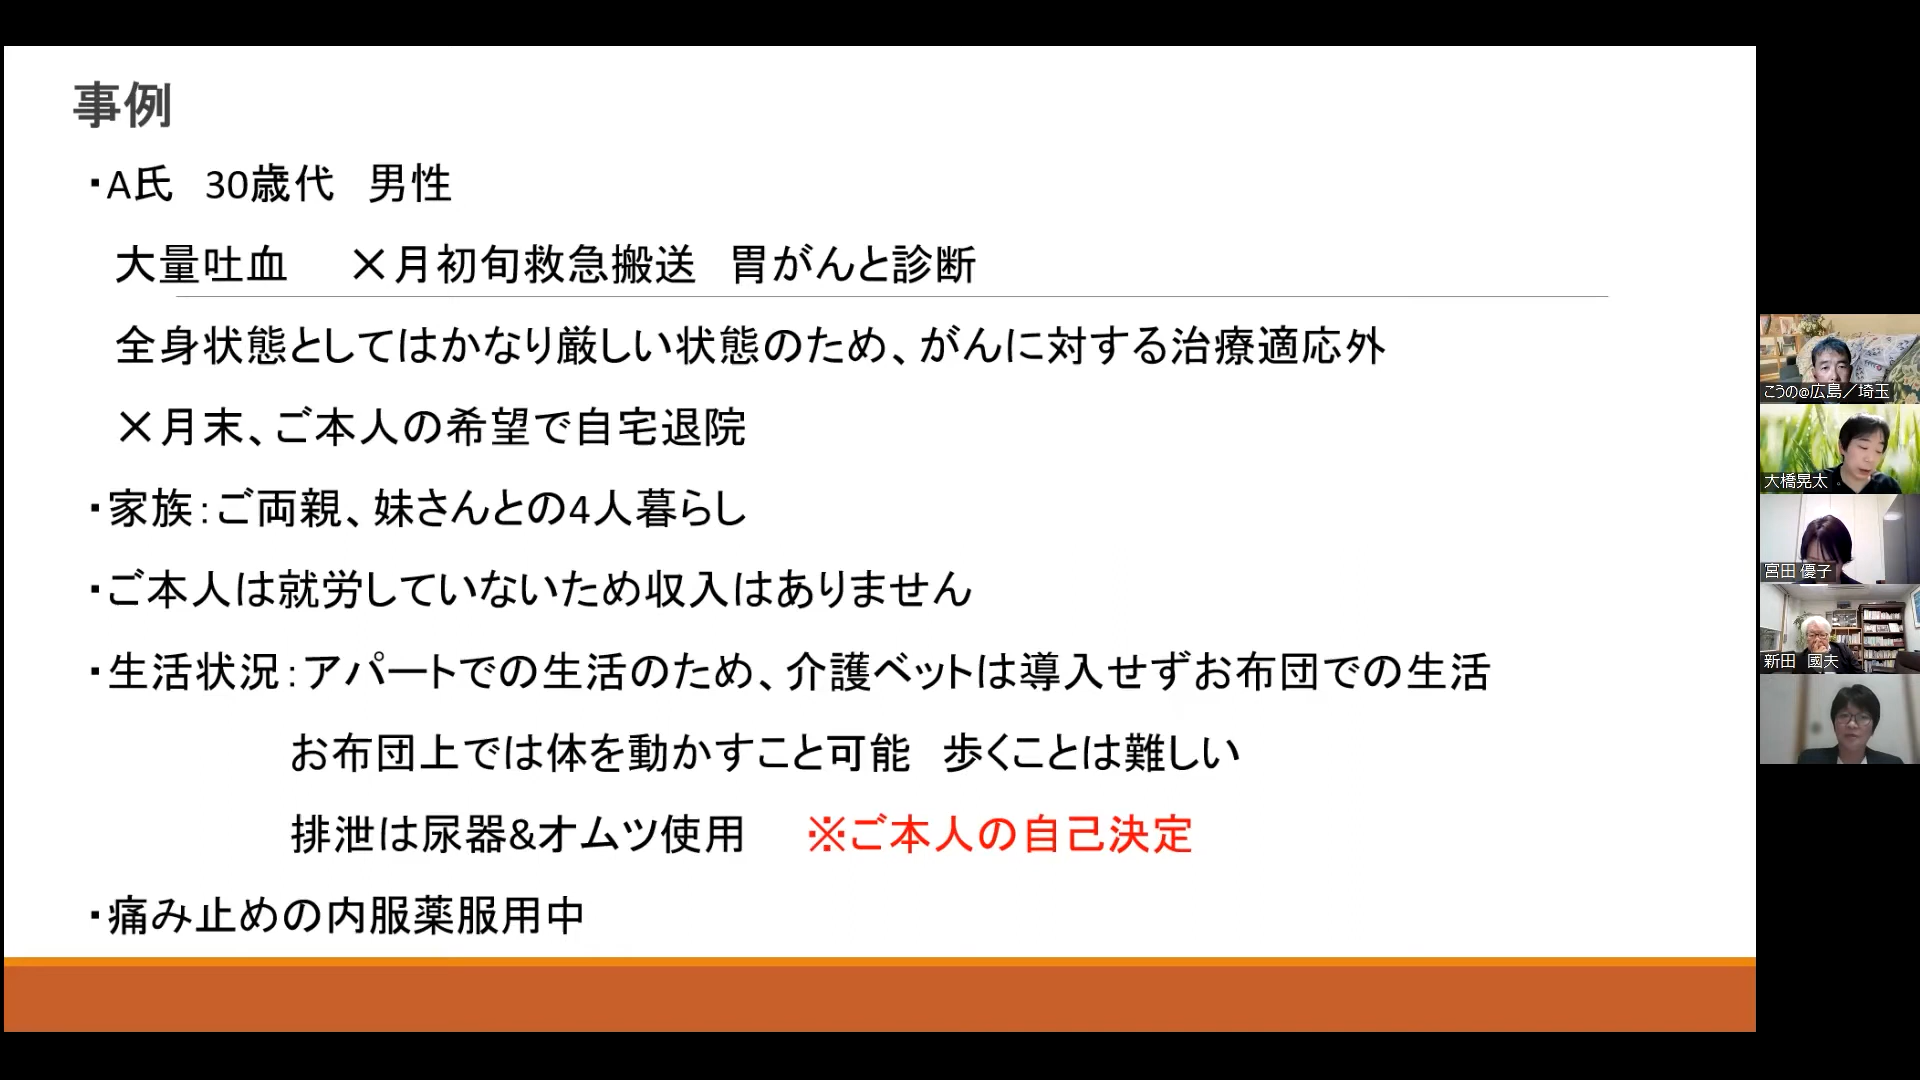 事例
・A氏　30歳代　男性
大量吐血　×月初旬救急搬送　胃がんと診断
全身状態としてはかなり厳しい状態のため、がんに対する治療適応外
×月末、ご本人の希望で自宅退院
・家族：ご両親、妹さんとの4人暮らし
・ご本人は就労していないため収入はありません
・生活状況：アパートでの生活のため、介護ベットは導入せずお布団での生活
お布団上では体を動かすこと可能　歩くことは難しい
排泄は尿器&オムツ使用　※ご本人の自己決定
・痛み止めの内服薬服用中
こうの@広島／埼玉
大橋晃太
宮田 優子
新田　國夫